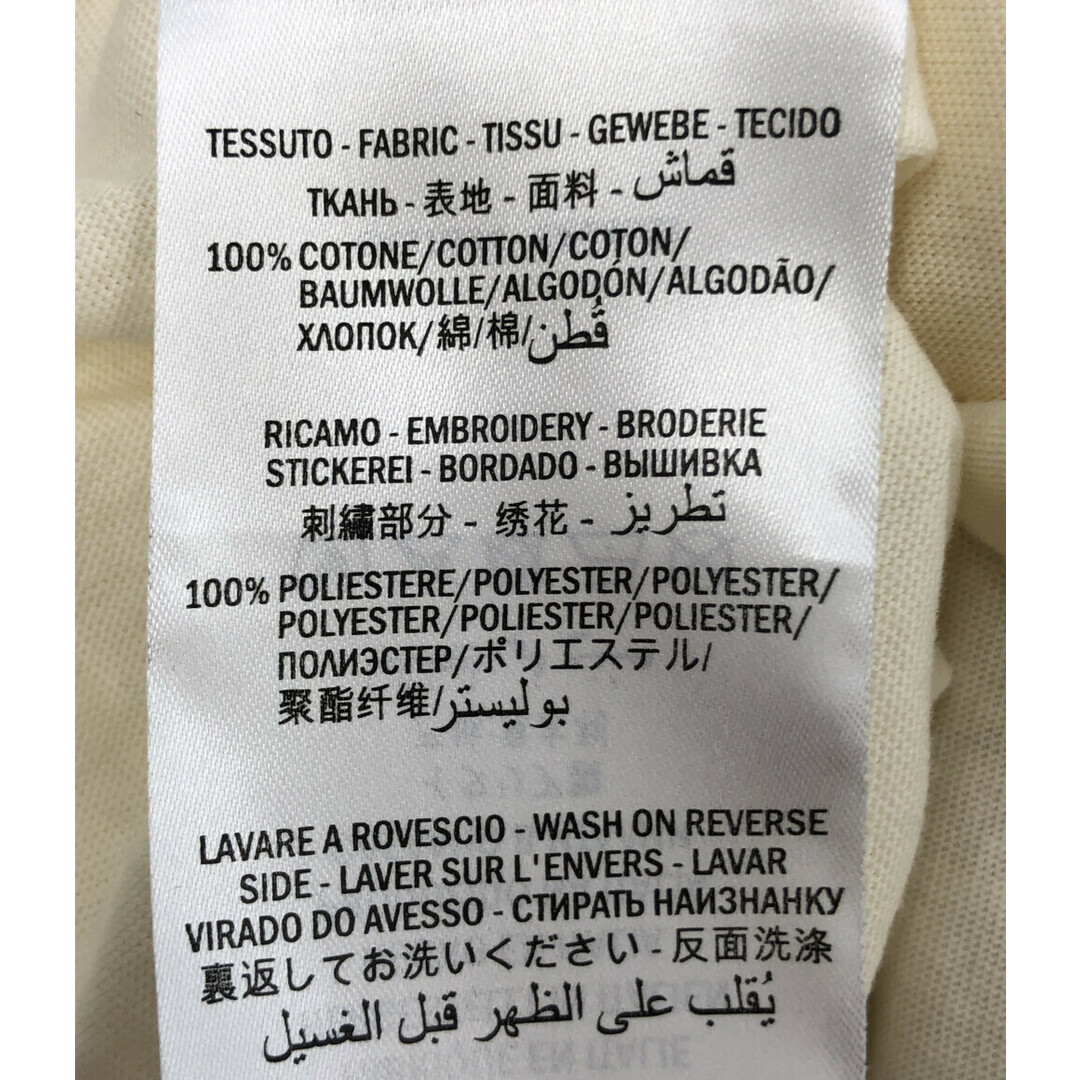 TESSUTO - FABRIC - TISSU - GEWEBE - TECIDO
ТКАНЬ - 表地 - 面料 - قماش
100% COTONE/COTTON/COTON/
BAUMWOLLE/ALGODÓN/ALGODÃO/
ХЛОПОК/綿/棉/قُطن
RICAMO - EMBROIDERY - BRODERIE
STICKEREI - BORDADO - ВЫШИВКА
刺繍部分 - 绣花 - تطريز
100% POLIESTERE/POLYESTER/POLYESTER/
POLYESTER/POLIESTER/POLIESTER/
ПОЛИЭСТЕР/ポリエステル/
聚酯纤维/بوليستر
LAVARE A ROVESCIO - WASH ON REVERSE
SIDE - LAVER SUR L'ENVERS - LAVAR
VIRADO DO AVESSO - СТИРАТЬ НАИЗНАНКУ
裏返してお洗いください - 反面洗涤
يُقلب على الظهر قبل الغسيل